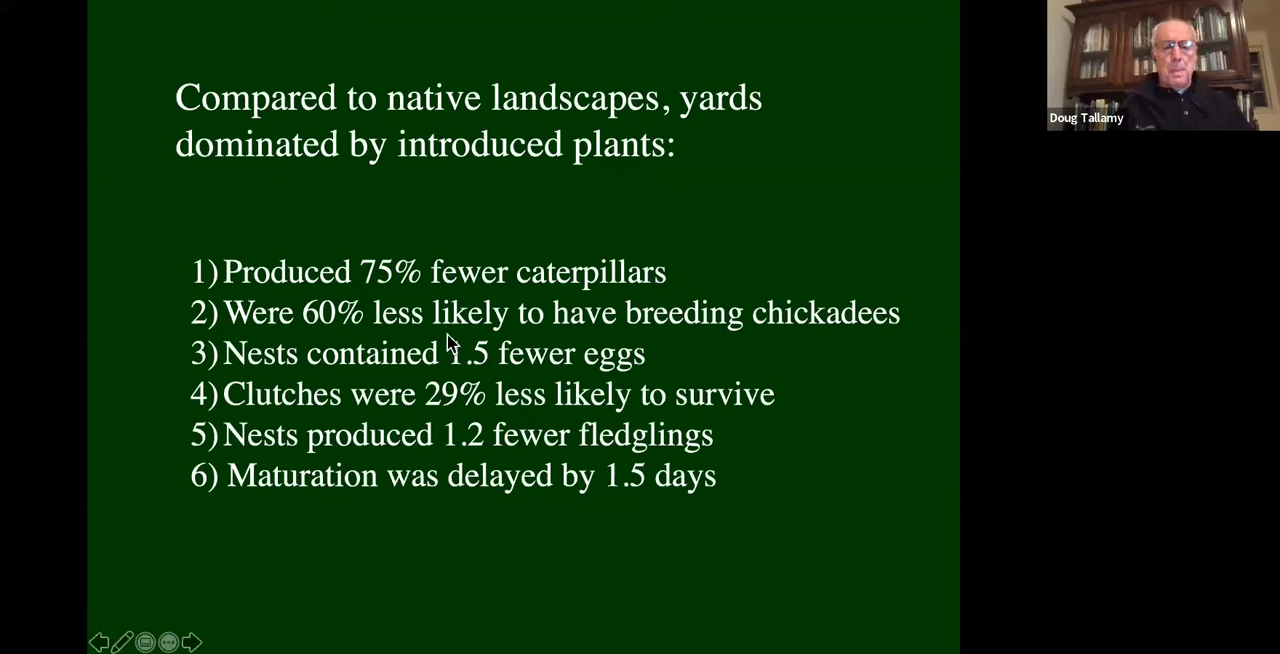 Compared to native landscapes, yards
dominated by introduced plants:
1) Produced 75% fewer caterpillars
2) Were 60% less likely to have breeding chickadees
3) Nests contained 1.5 fewer eggs
4) Clutches were 29% less likely to survive
5) Nests produced 1.2 fewer fledglings
6) Maturation was delayed by 1.5 days
Doug Tallamy